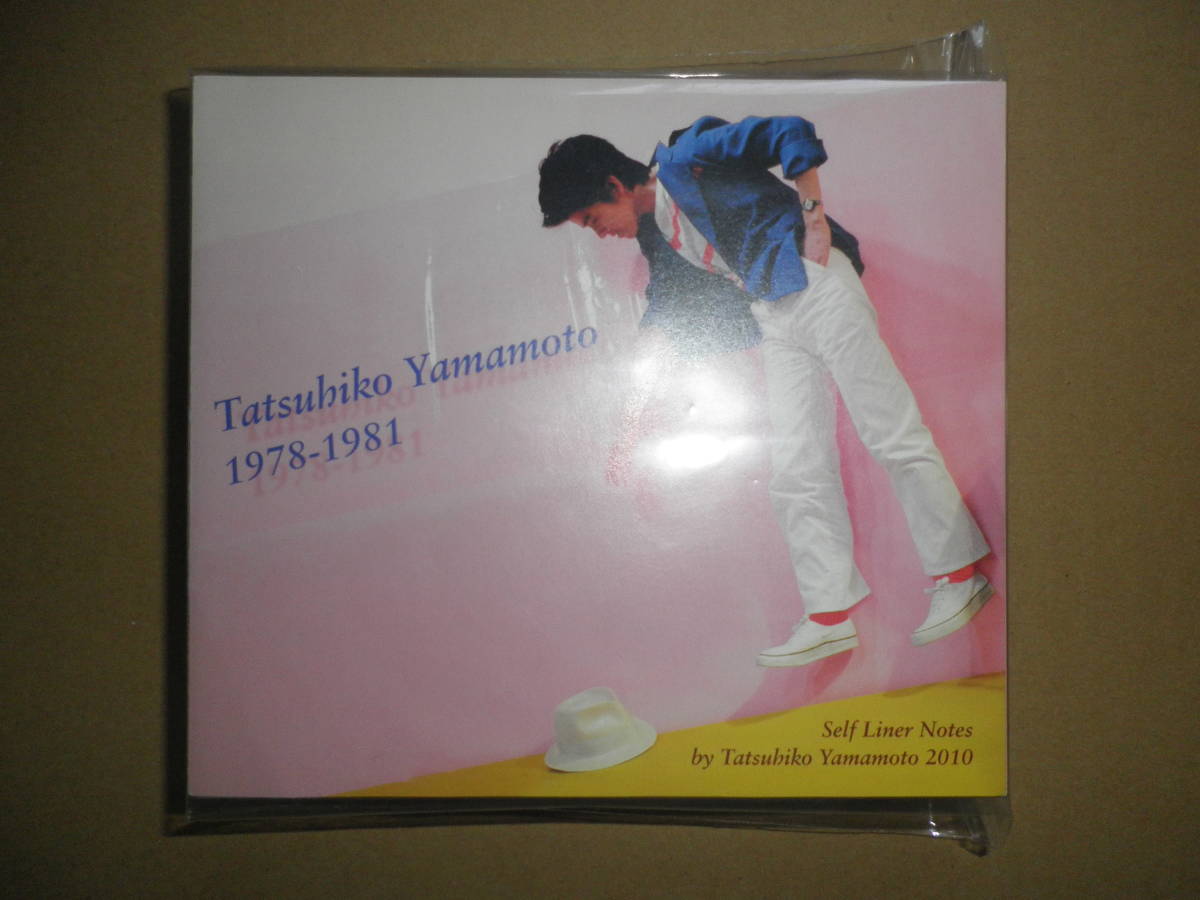 Tatsuhiko Yamamoto
1978-1981
Self Liner Notes
by Tatsuhiko Yamamoto 2010